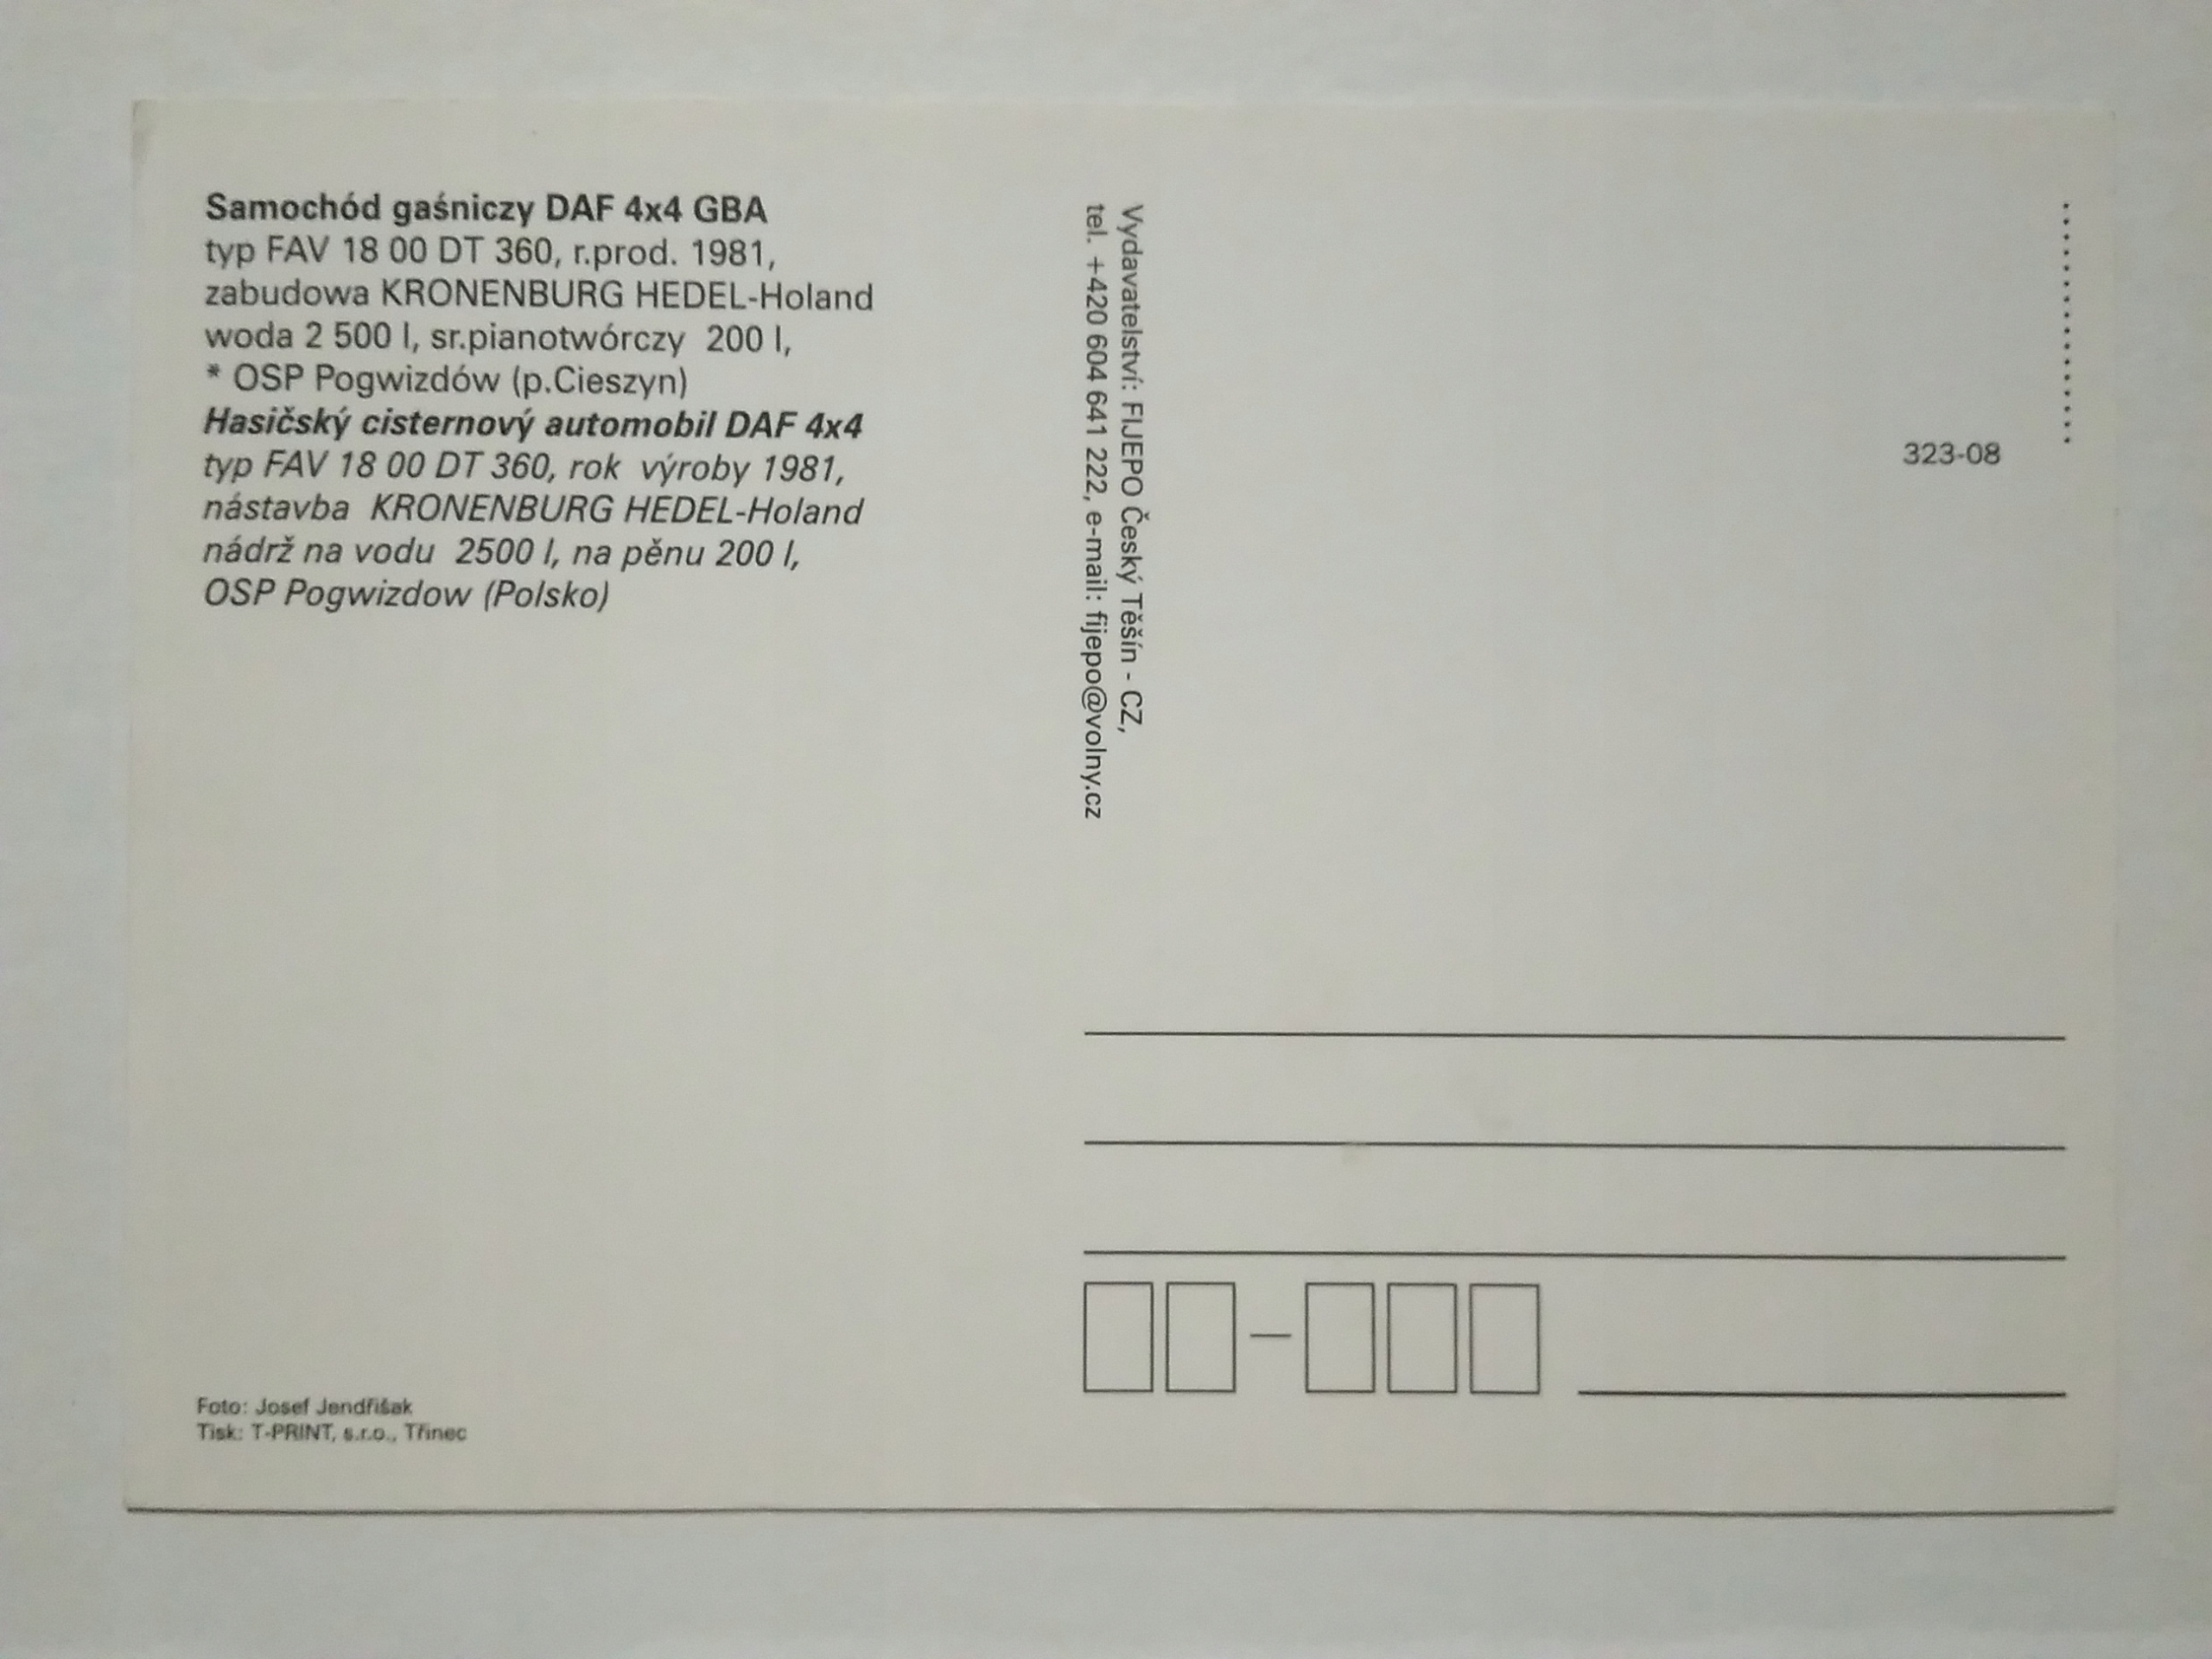 Samochód gaśniczy DAF 4x4 GBA
typ FAV 18 00 DT 360, r.prod. 1981,
zabudowa KRONENBURG HEDEL-Holand
woda 2 500 l, sr.pianotwórczy 200 l,
* OSP Pogwizdów (p.Cieszyn)
Hasičský cisternový automobil DAF 4x4
typ FAV 18 00 DT 360, rok výroby 1981,
nástavba KRONENBURG HEDEL-Holand
nádrž na vodu 2500 l, na pěnu 200 l,
OSP Pogwizdow (Polsko)
Foto: Josef Jendřišak
Tisk: T-PRINT, s.r.o., Třinec
Vydavatelství: FIJEPO Český Těšín - CZ,
tel. +420 604 641 222, e-mail: fijepo@volny.cz
323-08